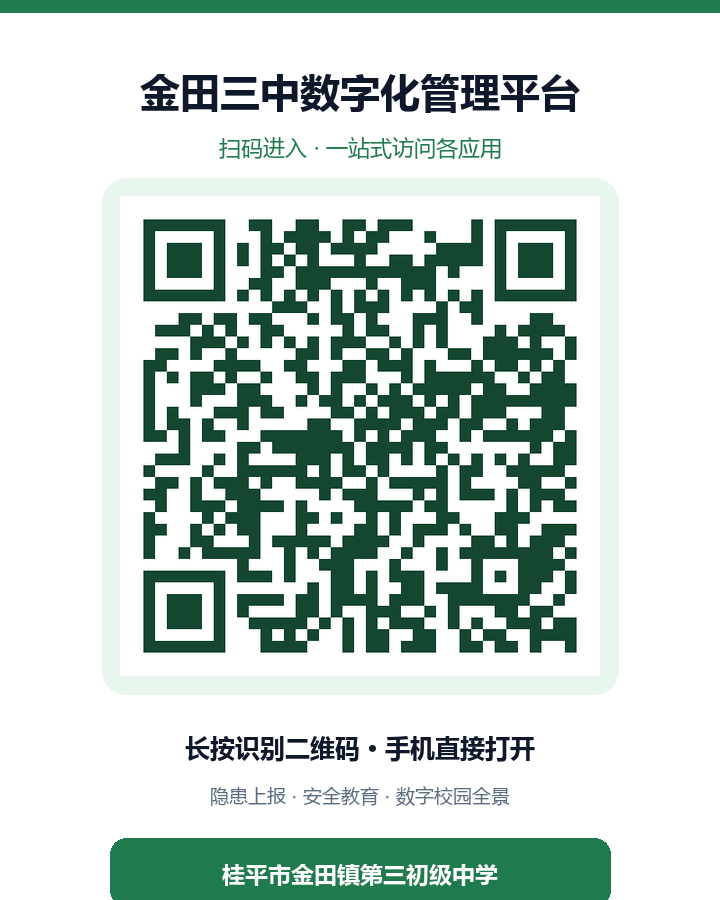 金田三中数字化管理平台
扫码进入 · 一站式访问各应用
长按识别二维码 · 手机直接打开
隐患上报 · 安全教育 · 数字校园全景
桂平市金田镇第三初级中学